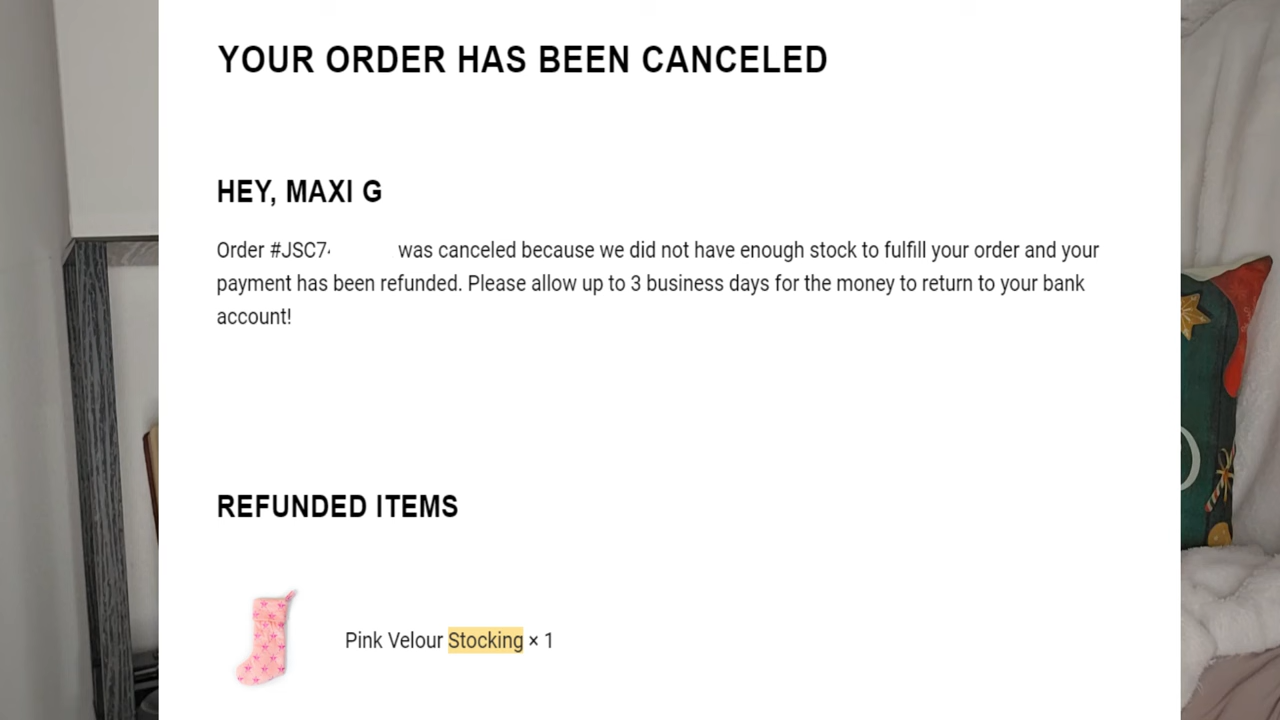 YOUR ORDER HAS BEEN CANCELED
HEY, MAXI G
Order #JSC74 was canceled because we did not have enough stock to fulfill your order and your
payment has been refunded. Please allow up to 3 business days for the money to return to your bank
account!
REFUNDED ITEMS
Pink Velour Stocking × 1